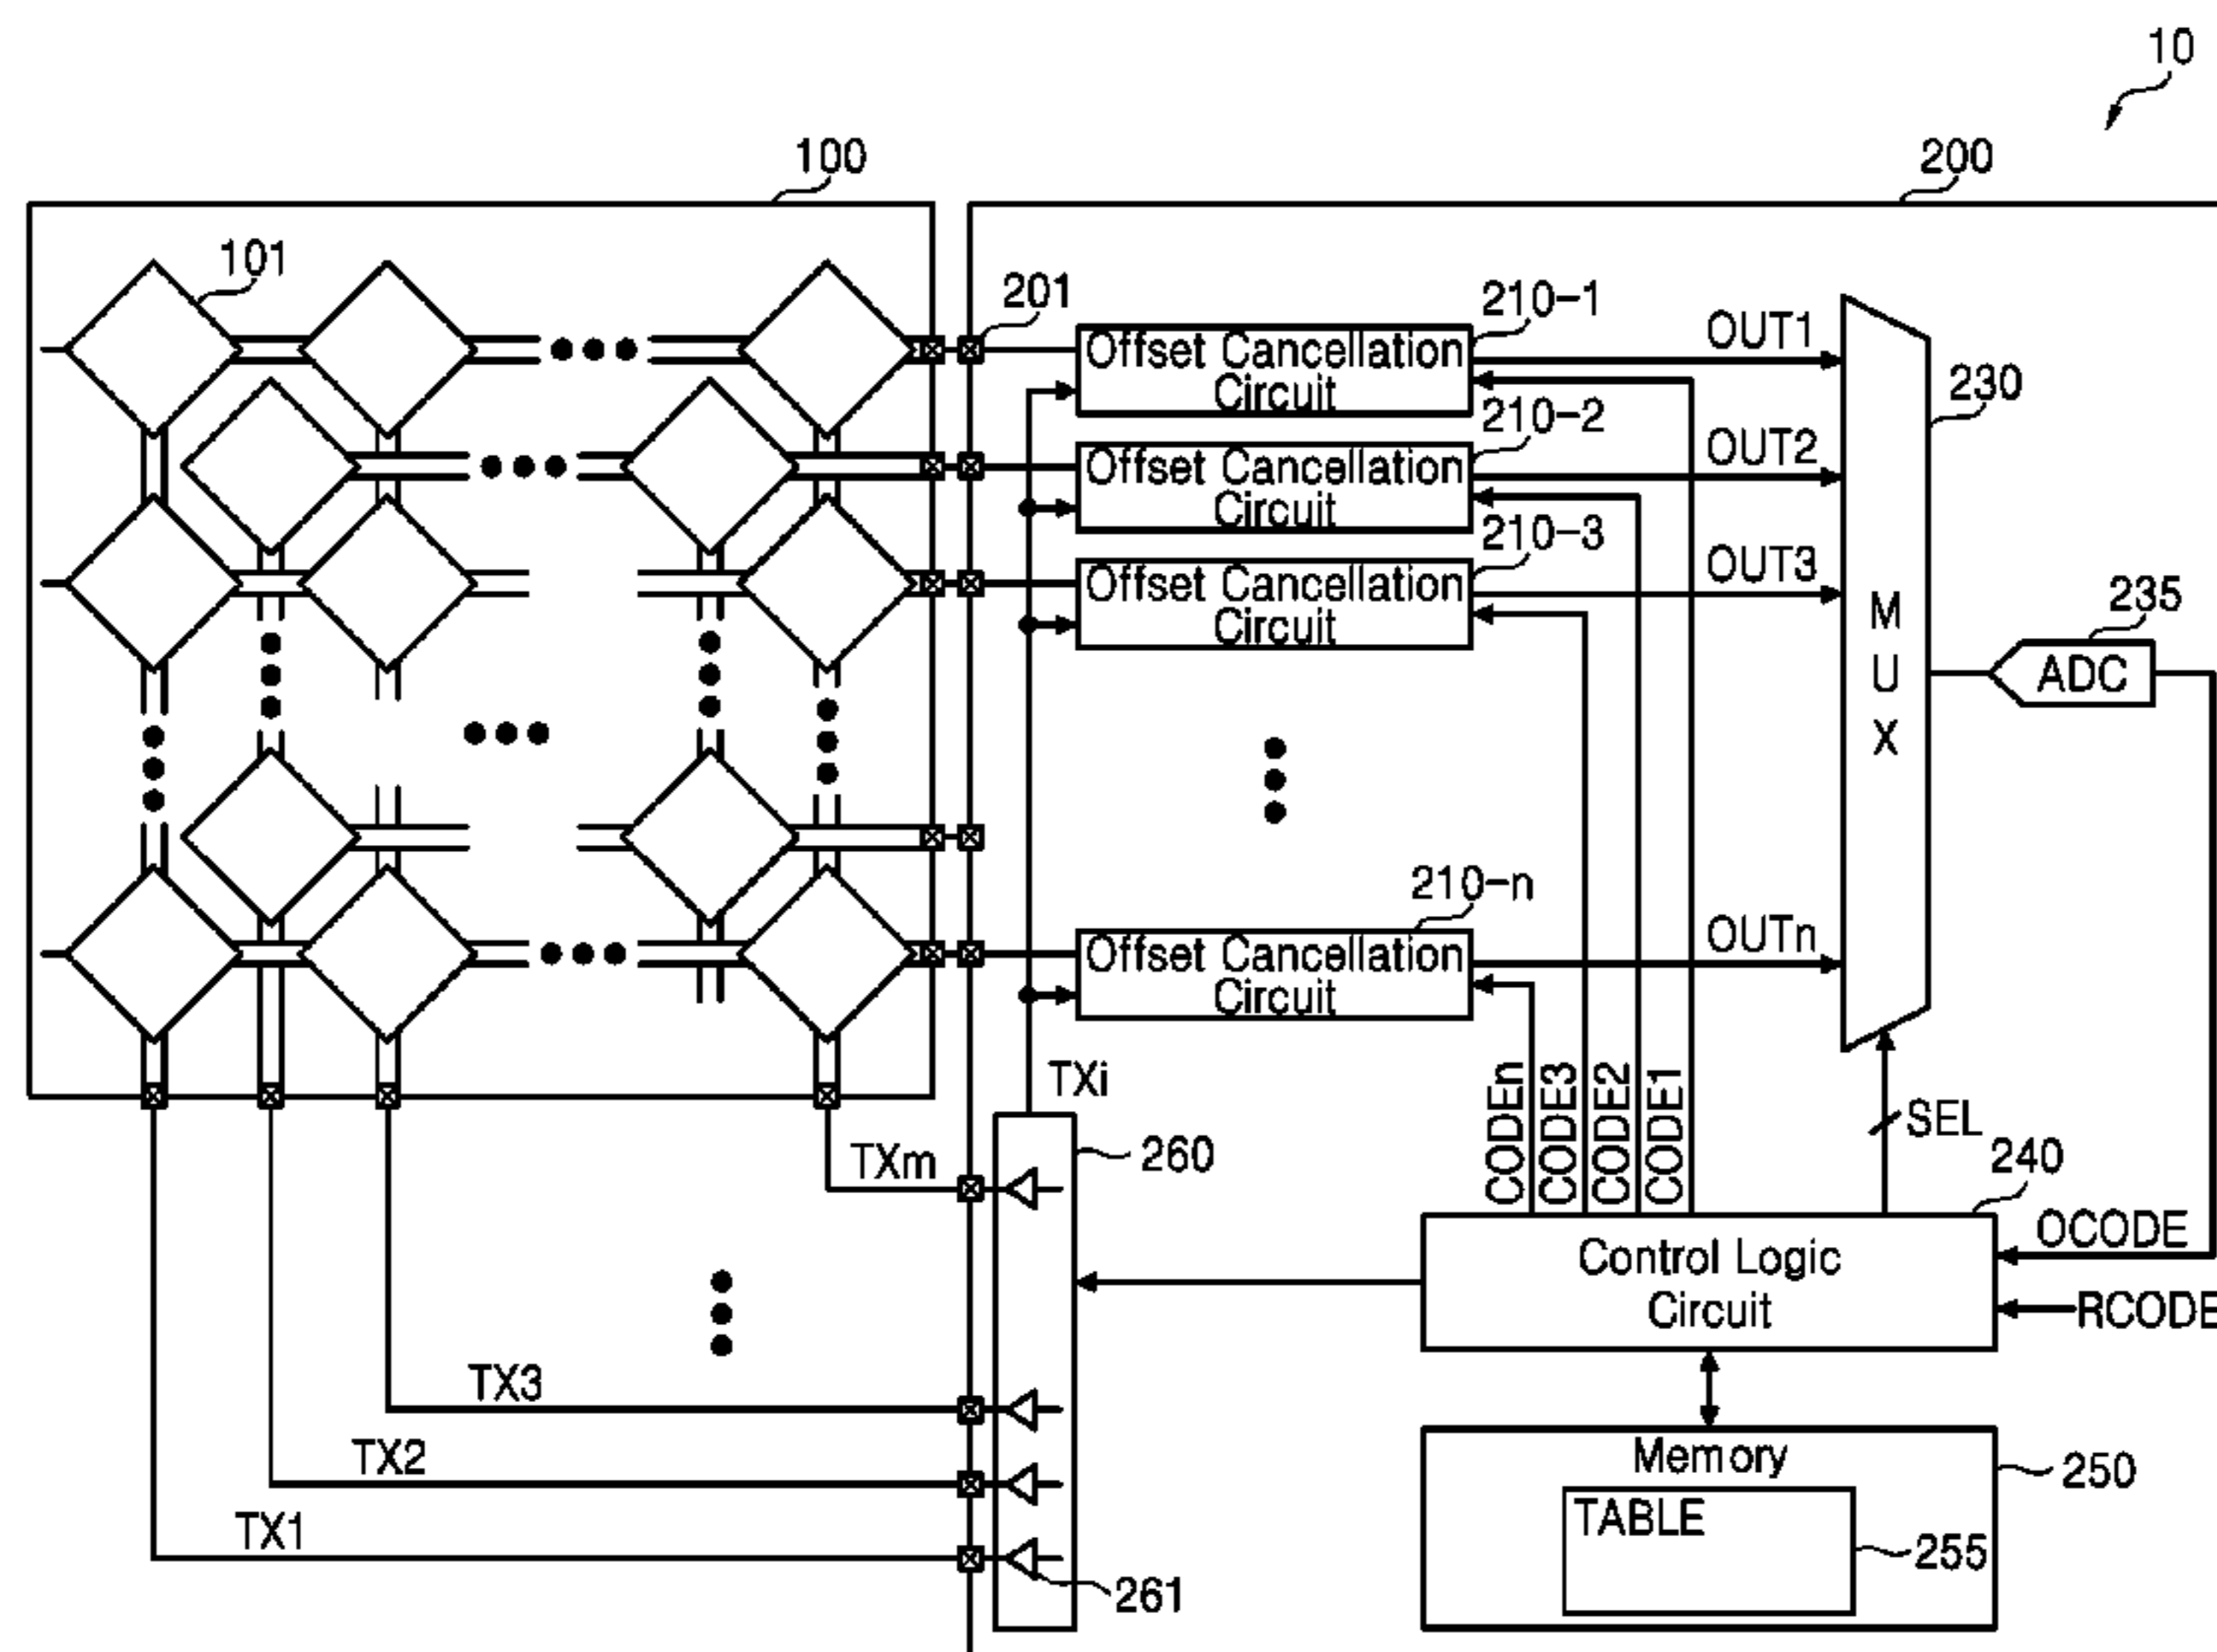 10
100
200
101
201
210-1
Offset Cancellation
Circuit
OUT1
230
210-2
Offset Cancellation
Circuit
OUT2
210-3
Offset Cancellation
Circuit
OUT3
235
MUX
ADC
210-n
Offset Cancellation
Circuit
OUTn
TXi
CODEn
CODE3
CODE2
CODE1
SEL
TXm
260
240
OCODE
Control Logic
Circuit
RCODE
TX3
TX2
Memory
250
TABLE
TX1
255
261